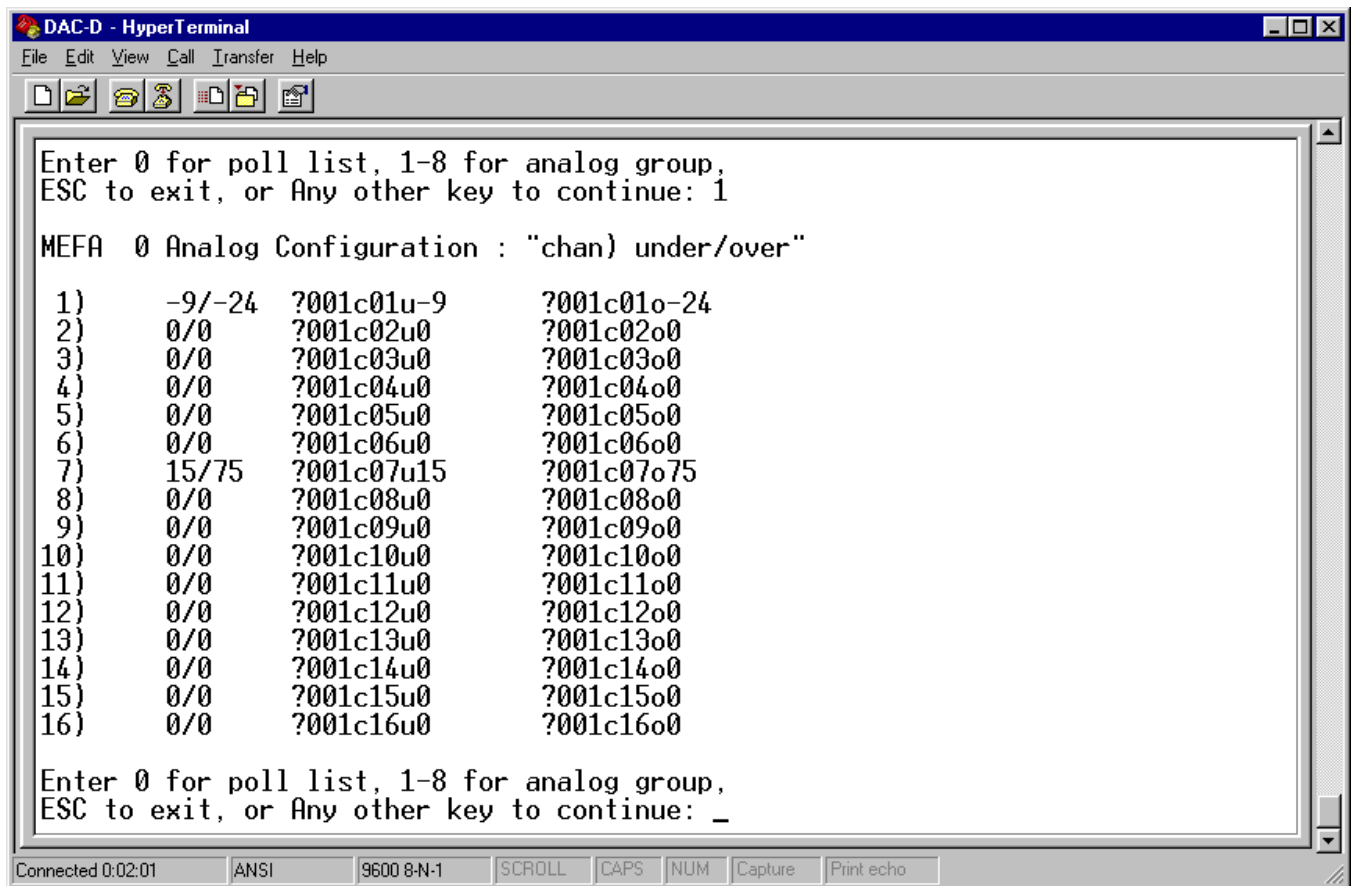 DAC-D - HyperTerminal
File Edit View Call Transfer Help
Enter 0 for poll list, 1-8 for analog group,
ESC to exit, or Any other key to continue: 1
MEFA 0 Analog Configuration : "chan) under/over"
1) -9/-24 ?001c01u-9 ?001c01o-24
2) 0/0 ?001c02u0 ?001c02o0
3) 0/0 ?001c03u0 ?001c03o0
4) 0/0 ?001c04u0 ?001c04o0
5) 0/0 ?001c05u0 ?001c05o0
6) 0/0 ?001c06u0 ?001c06o0
7) 15/75 ?001c07u15 ?001c07o75
8) 0/0 ?001c08u0 ?001c08o0
9) 0/0 ?001c09u0 ?001c09o0
10) 0/0 ?001c10u0 ?001c10o0
11) 0/0 ?001c11u0 ?001c11o0
12) 0/0 ?001c12u0 ?001c12o0
13) 0/0 ?001c13u0 ?001c13o0
14) 0/0 ?001c14u0 ?001c14o0
15) 0/0 ?001c15u0 ?001c15o0
16) 0/0 ?001c16u0 ?001c16o0
Enter 0 for poll list, 1-8 for analog group,
ESC to exit, or Any other key to continue: _
Connected 0:02:01 ANSI 9600 8-N-1 SCROLL CAPS NUM Capture Print echo